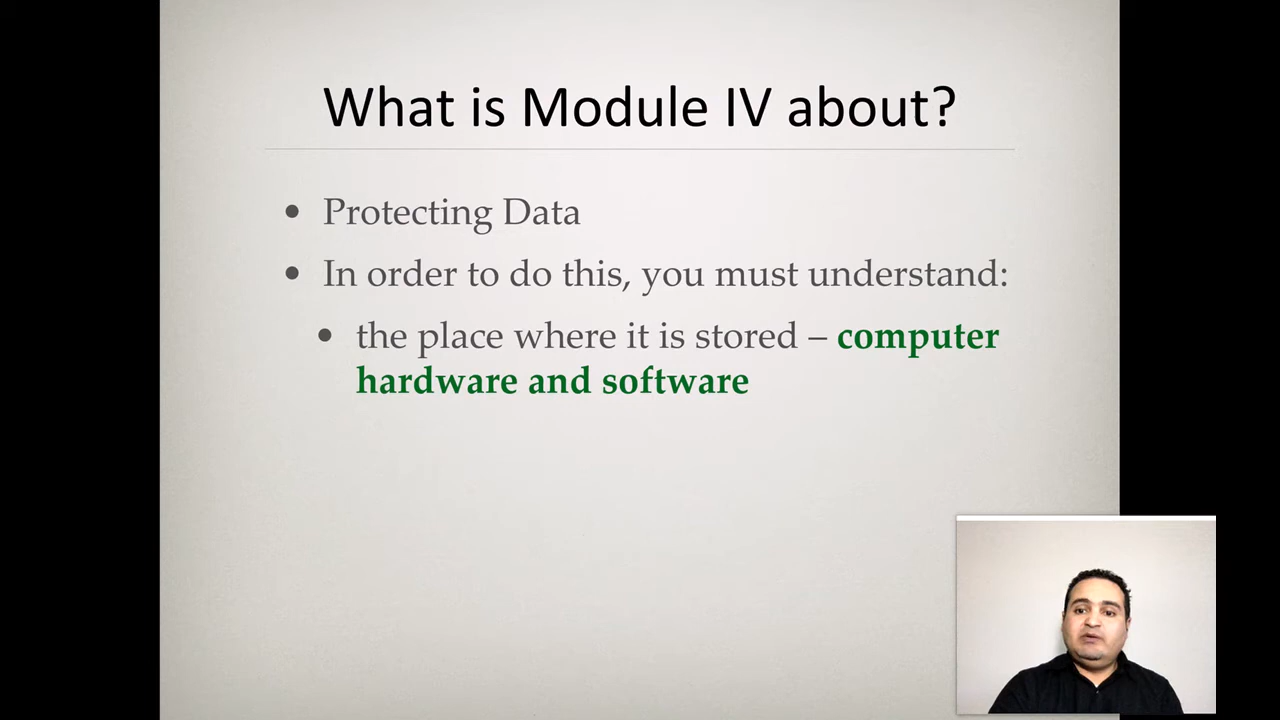 What is Module IV about?
• Protecting Data
• In order to do this, you must understand:
• the place where it is stored – computer
hardware and software